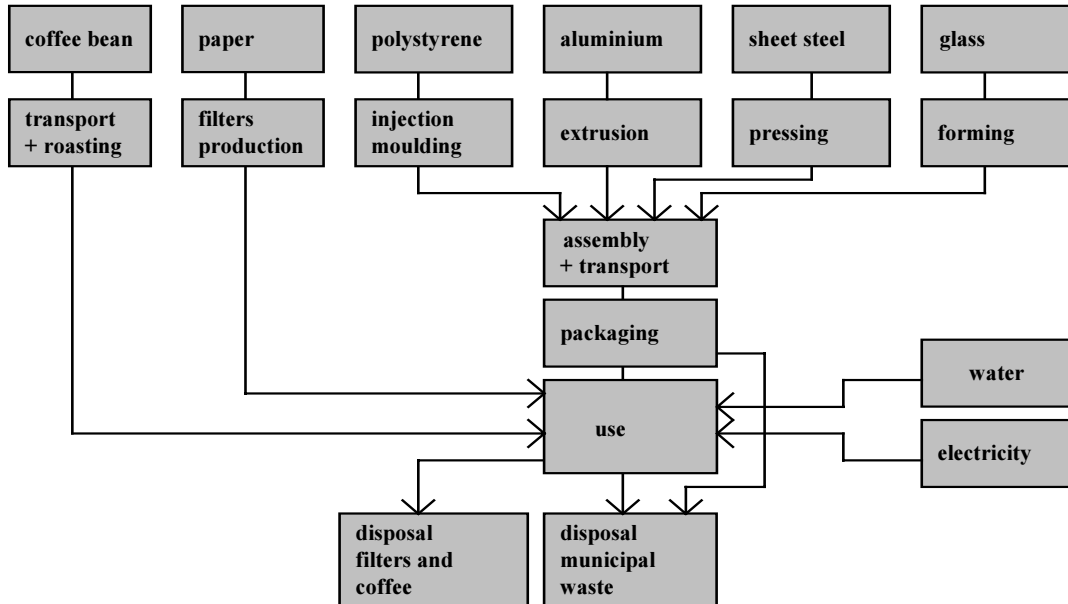 coffee bean
paper
polystyrene
aluminium
sheet steel
glass
transport
+ roasting
filters
production
injection
moulding
extrusion
pressing
forming
assembly
+ transport
packaging
water
use
electricity
disposal
filters and
coffee
disposal
municipal
waste